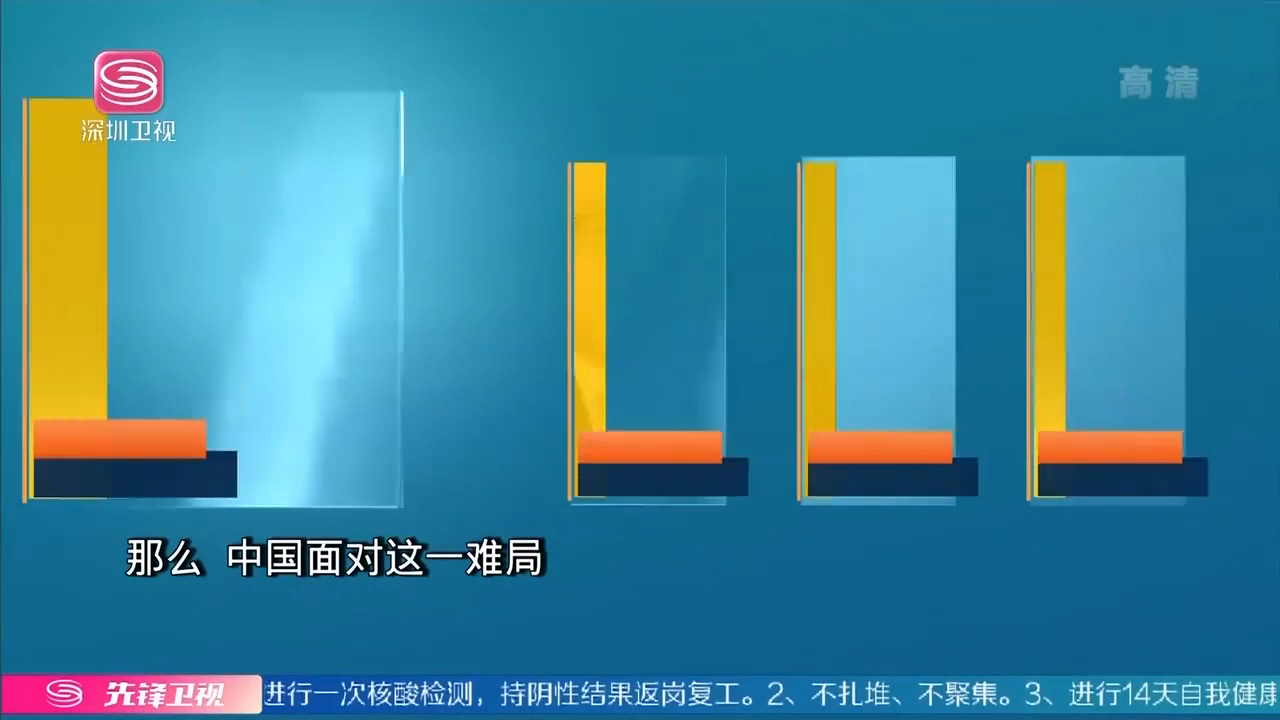 深圳卫视
高清
那么 中国面对这一难局
先锋卫视
进行一次核酸检测，持阴性结果返岗复工。2、不扎堆、不聚集。3、进行14天自我健康